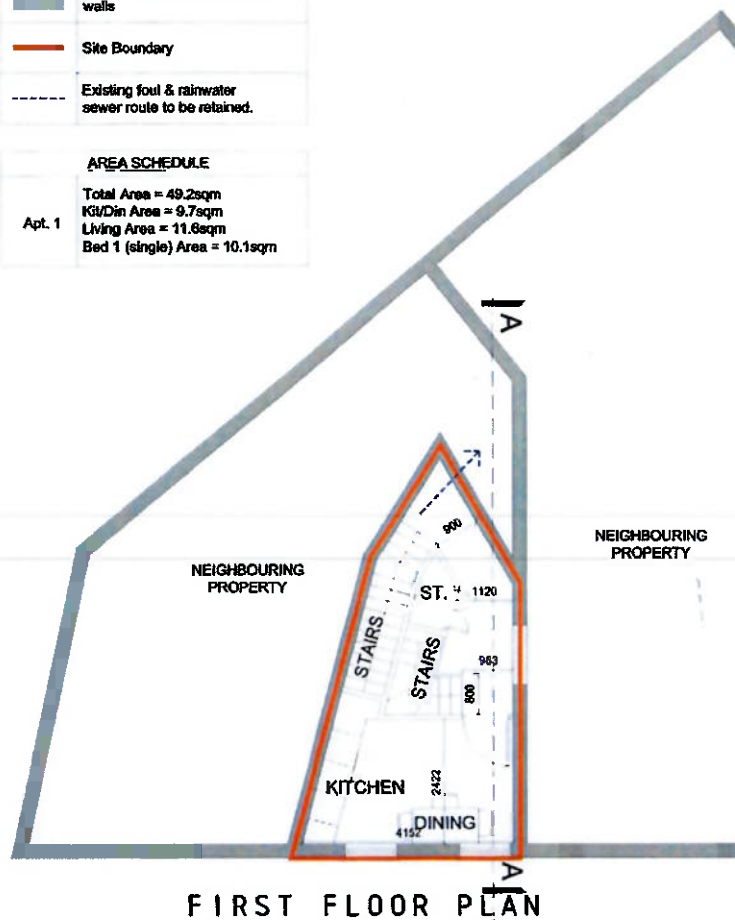 walls
Site Boundary
Existing foul & rainwater
sewer route to be retained.
AREA SCHEDULE
Apt. 1
Total Area = 49.2sqm
Kit/Din Area = 9.7sqm
Living Area = 11.6sqm
Bed 1 (single) Area = 10.1sqm
A
900
NEIGHBOURING
PROPERTY
NEIGHBOURING
PROPERTY
ST.
1120
STAIRS
STAIRS
963
800
KITCHEN
2422
4152
DINING
A
FIRST FLOOR PLAN